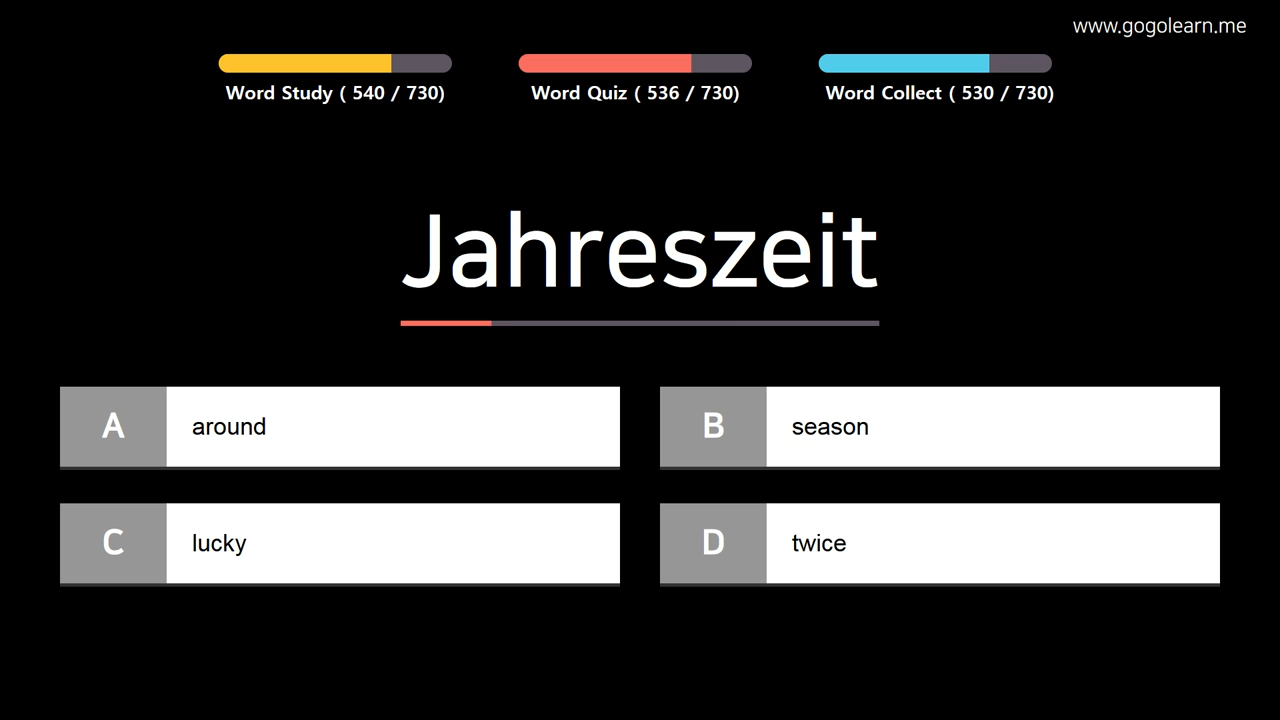 www.gogolearn.me
Word Study ( 540 / 730)
Word Quiz ( 536 / 730)
Word Collect ( 530 / 730)
Jahreszeit
A around
B season
C lucky
D twice